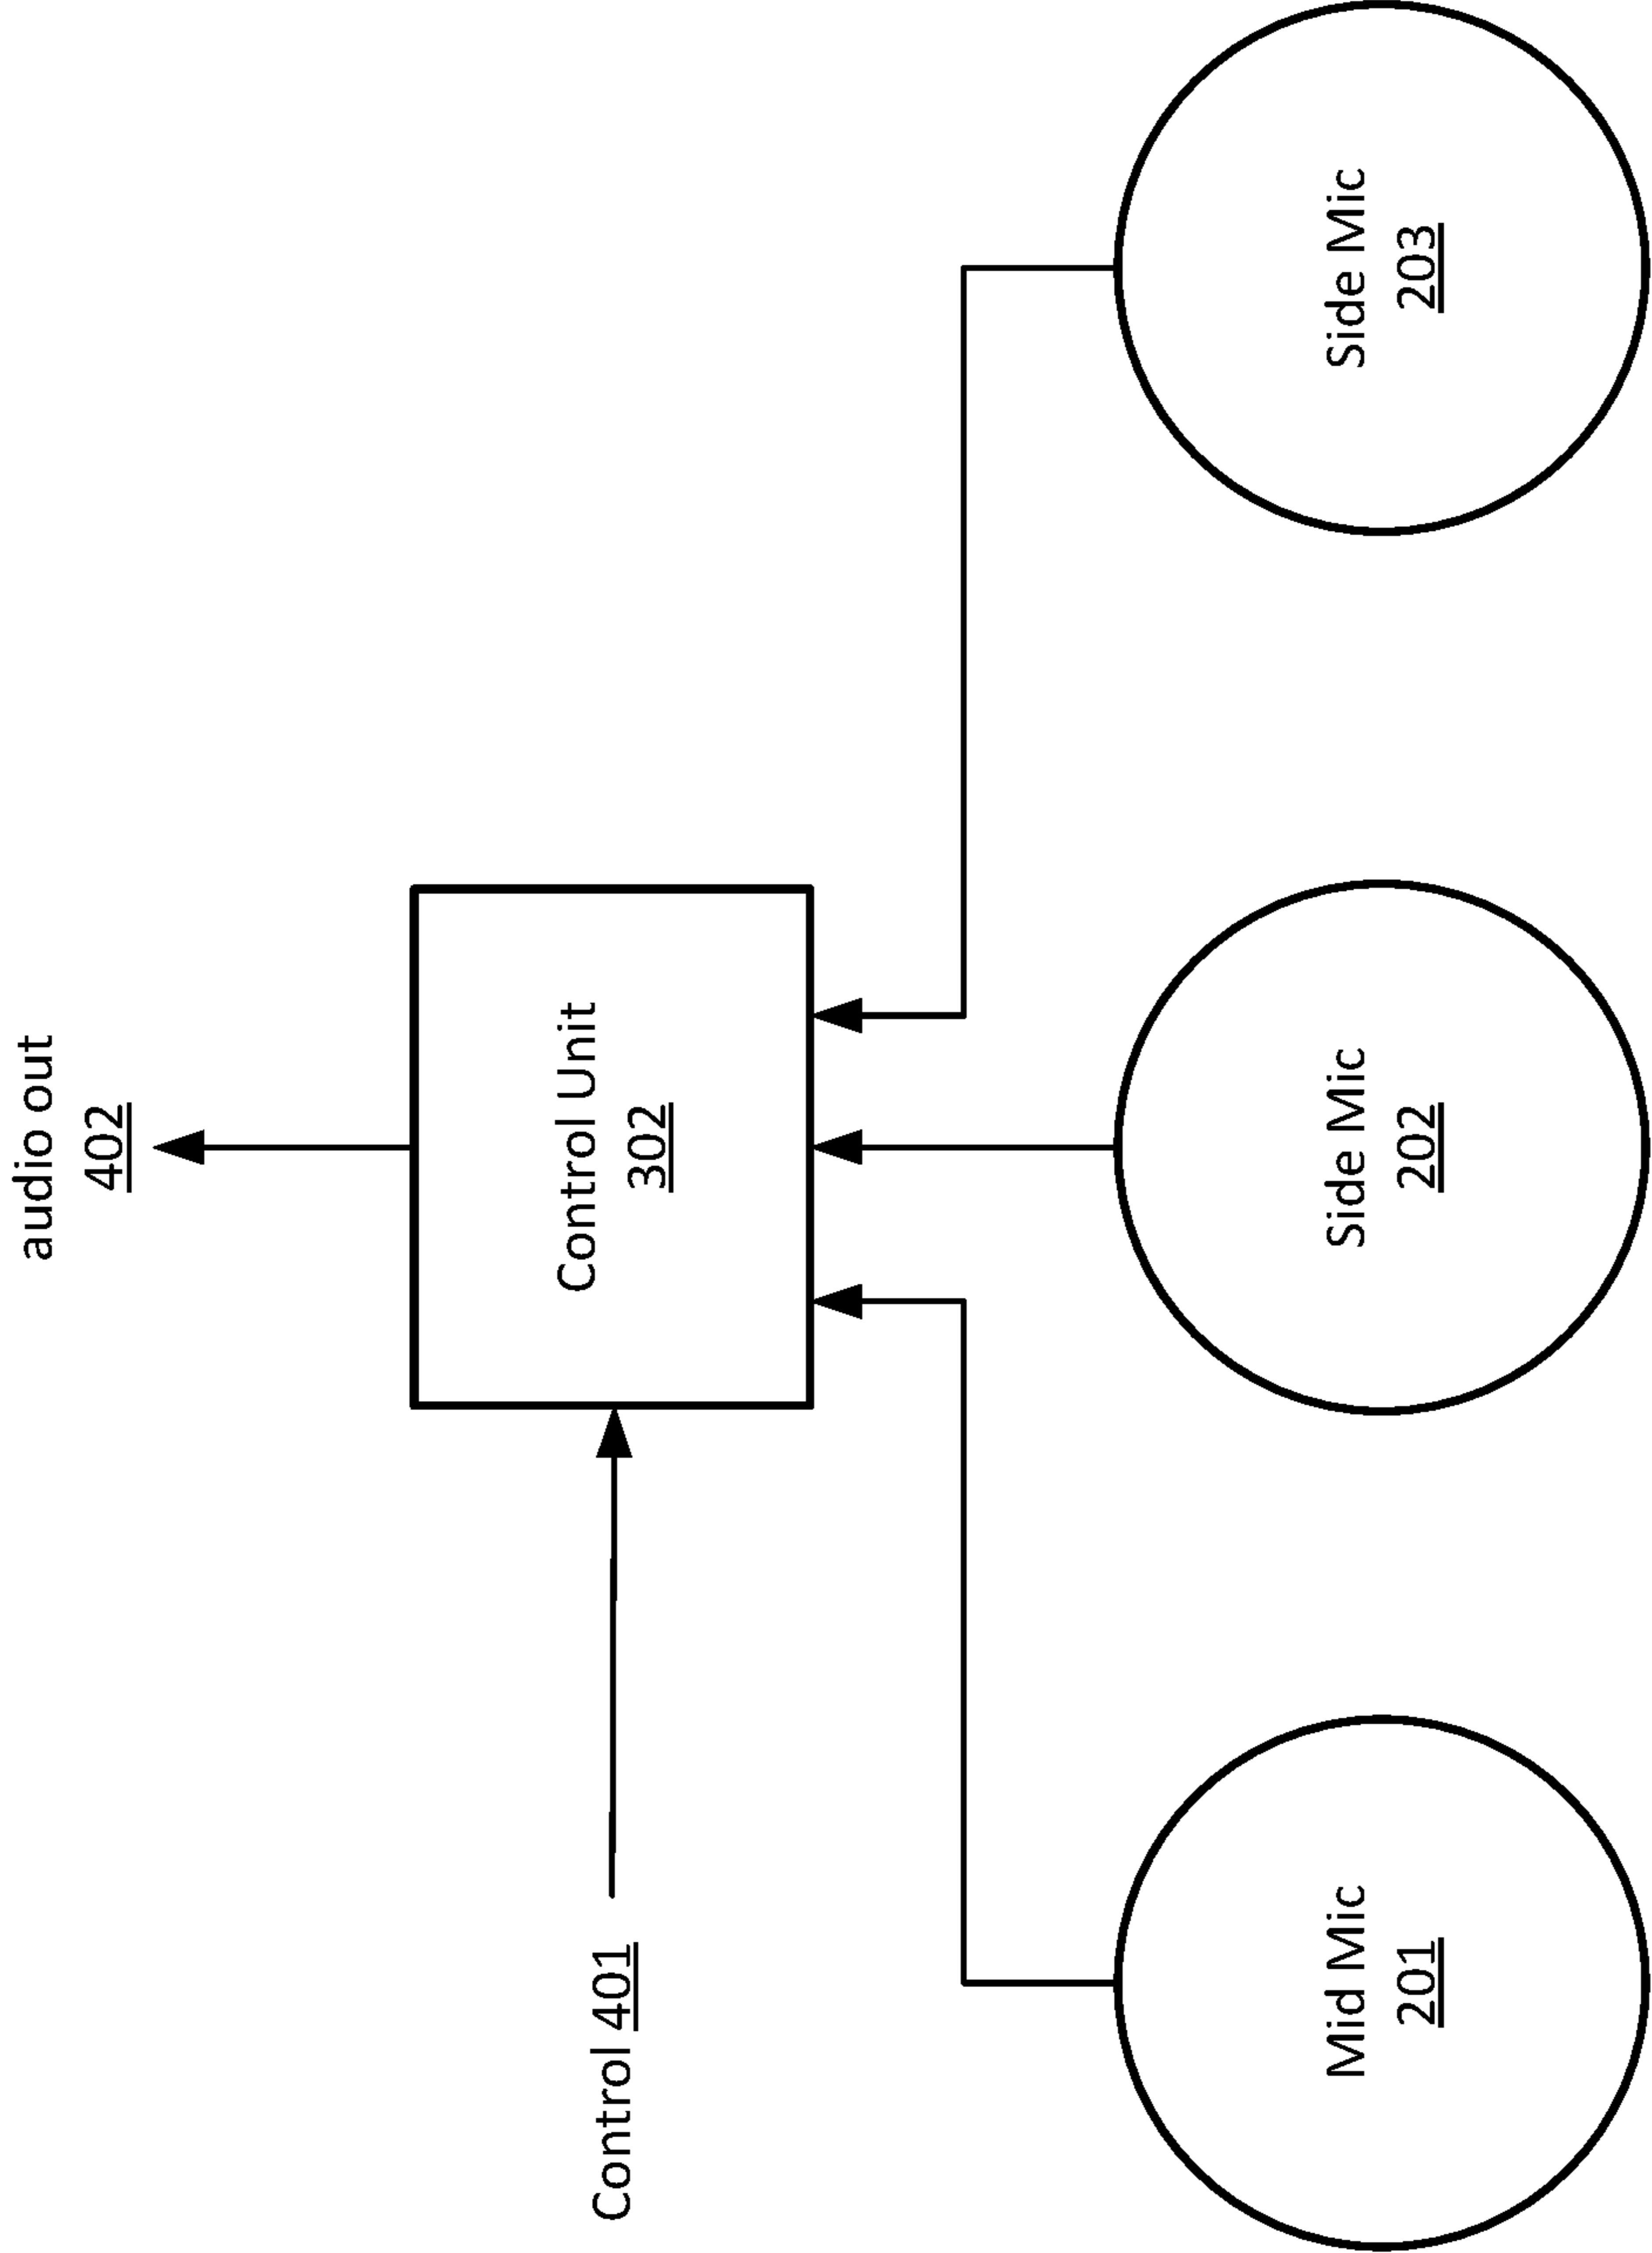 audio out
402
Control Unit
302
Control 401
Mid Mic
201
Side Mic
202
Side Mic
203